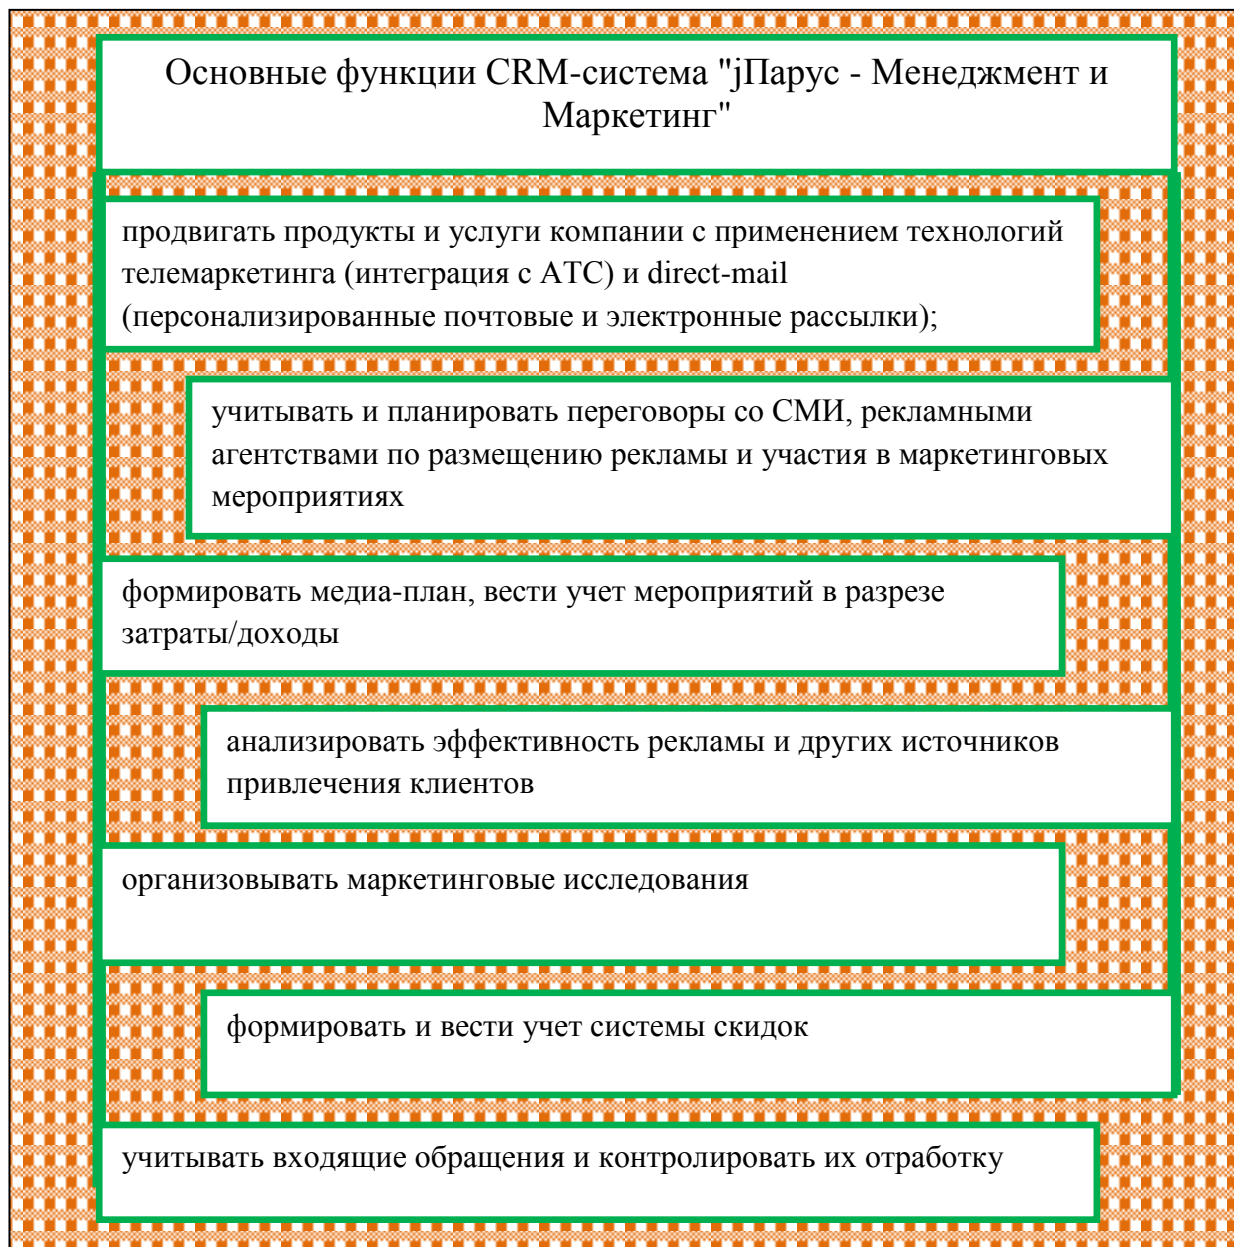 Основные функции CRM-система "jПарус - Менеджмент и
Маркетинг"
продвигать продукты и услуги компании с применением технологий
телемаркетинга (интеграция с АТС) и direct-mail
(персонализированные почтовые и электронные рассылки);
учитывать и планировать переговоры со СМИ, рекламными
агентствами по размещению рекламы и участия в маркетинговых
мероприятиях
формировать медиа-план, вести учет мероприятий в разрезе
затраты/доходы
анализировать эффективность рекламы и других источников
привлечения клиентов
организовывать маркетинговые исследования
формировать и вести учет системы скидок
учитывать входящие обращения и контролировать их отработку